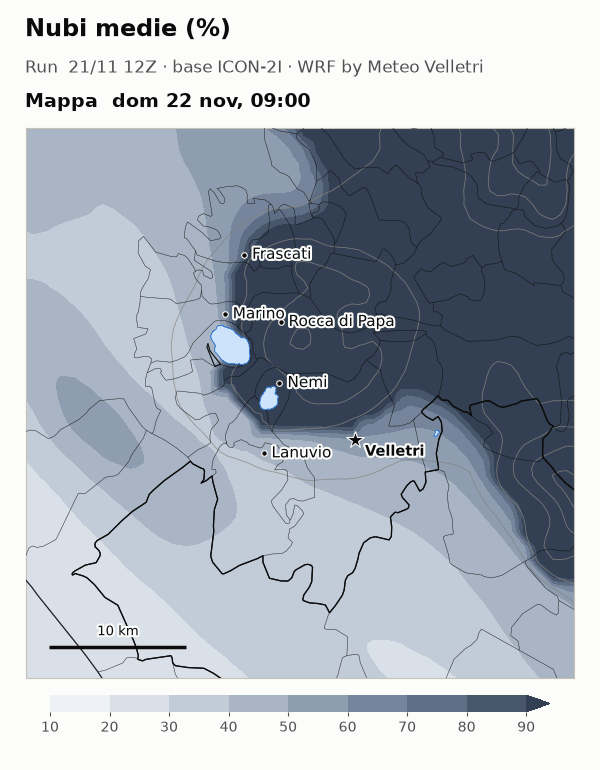 Nubi medie (%)
Run  21/11 12Z · base ICON-2I · WRF by Meteo Velletri
Mappa  dom 22 nov, 09:00
Frascati
Marino
Rocca di Papa
Nemi
Velletri
Lanuvio
10 km
10 20 30 40 50 60 70 80 90